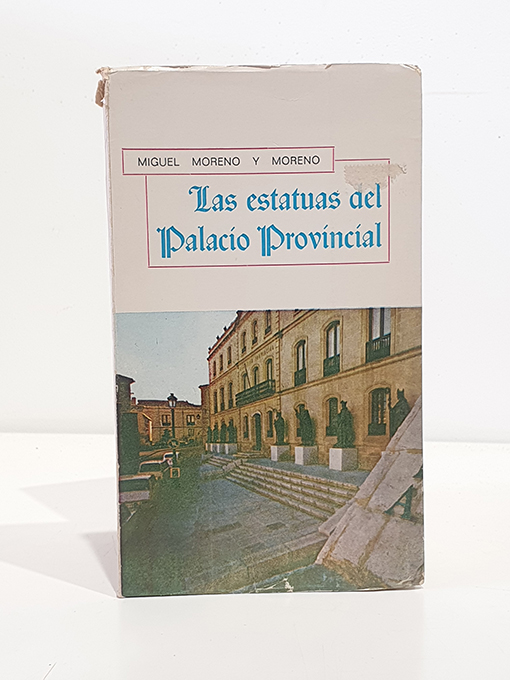 MIGUEL MORENO Y MORENO
Las estatuas del
Palacio Provincial